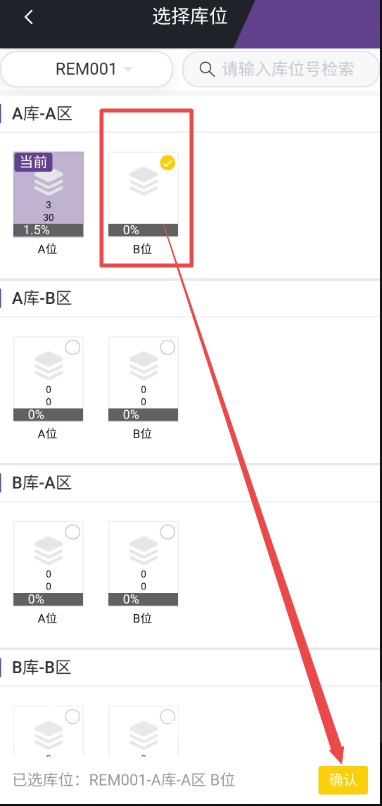 选择库位
REM001
请输入库位号检索
A库-A区
当前
3
30
1.5%
0%
A位
B位
A库-B区
0
0
0
0
0%
0%
A位
B位
B库-A区
0
0
0
0
0%
0%
A位
B位
B库-B区
已选库位：REM001-A库-A区 B位
确认